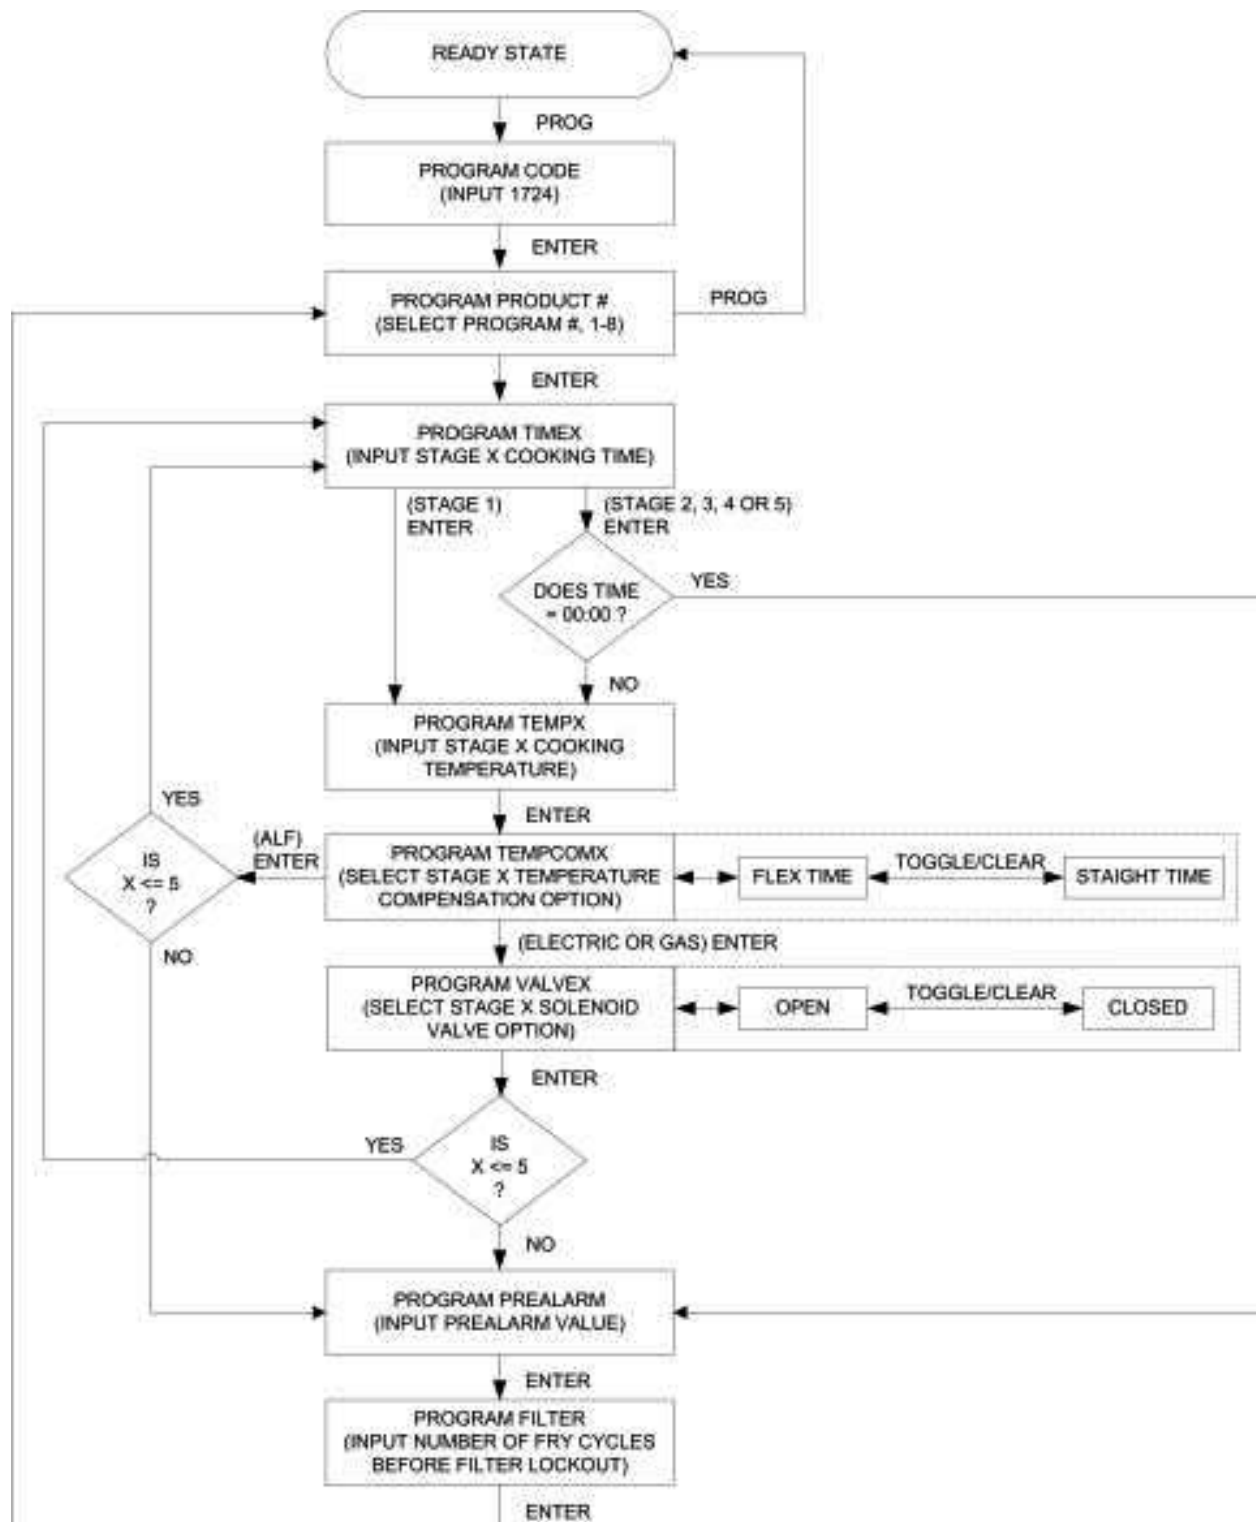 READY STATE
PROG
PROGRAM CODE
(INPUT 1724)
ENTER
PROGRAM PRODUCT #
(SELECT PROGRAM #, 1-8)
PROG
ENTER
PROGRAM TIMEX
(INPUT STAGE X COOKING TIME)
(STAGE 1)
ENTER
(STAGE 2, 3, 4 OR 5)
ENTER
DOES TIME
= 00:00 ?
YES
NO
PROGRAM TEMPX
(INPUT STAGE X COOKING
TEMPERATURE)
ENTER
YES
(ALF)
ENTER
IS
X <= 5
?
NO
PROGRAM TEMPCOMX
(SELECT STAGE X TEMPERATURE
COMPENSATION OPTION)
FLEX TIME
TOGGLE/CLEAR
STAIGHT TIME
(ELECTRIC OR GAS) ENTER
PROGRAM VALVEX
(SELECT STAGE X SOLENOID
VALVE OPTION)
OPEN
TOGGLE/CLEAR
CLOSED
ENTER
YES
IS
X <= 5
?
NO
PROGRAM PREALARM
(INPUT PREALARM VALUE)
ENTER
PROGRAM FILTER
(INPUT NUMBER OF FRY CYCLES
BEFORE FILTER LOCKOUT)
ENTER